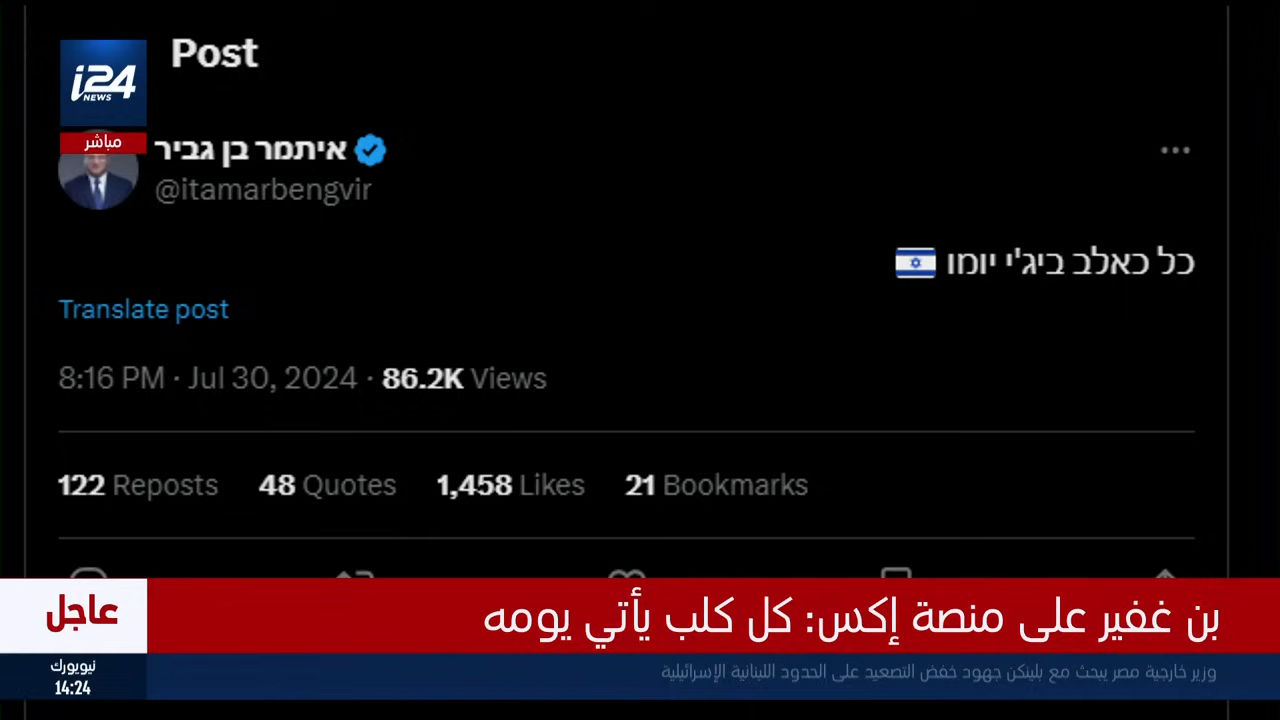 Post
i24
NEWS
مباشر
איתמר בן גביר
@itamarbengvir
כל כאלב ביג'י יומו 🇮🇱
Translate post
8:16 PM · Jul 30, 2024 · 86.2K Views
122 Reposts 48 Quotes 1,458 Likes 21 Bookmarks
عاجل
بن غفير على منصة إكس: كل كلب يأتي يومه
نيويورك
14:24
وزير خارجية مصر يبحث مع بلينكن جهود خفض التصعيد على الحدود اللبنانية الإسرائيلية